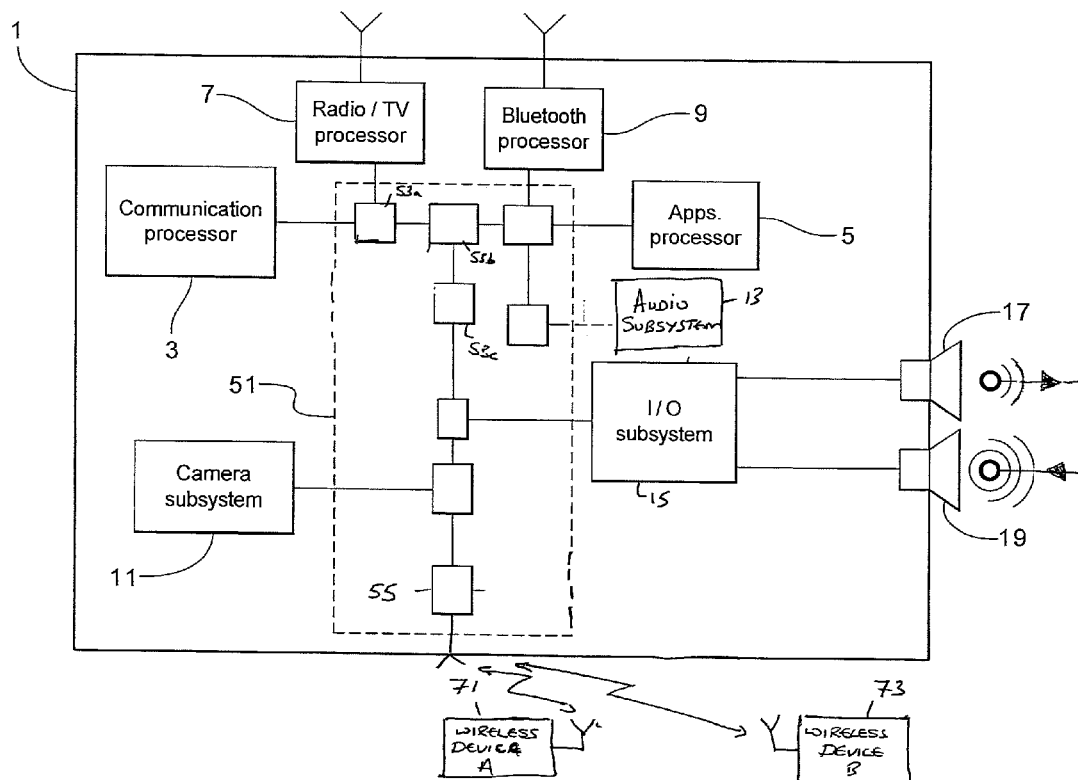 1
7
Radio / TV
processor
Bluetooth
processor
9
53a
Communication
processor
3
53b
Apps.
processor
5
53c
AUDIO
SUBSYSTEM
13
17
51
I / O
subsystem
15
Camera
subsystem
11
19
55
71
WIRELESS
DEVICE
A
73
WIRELESS
DEVICE
B